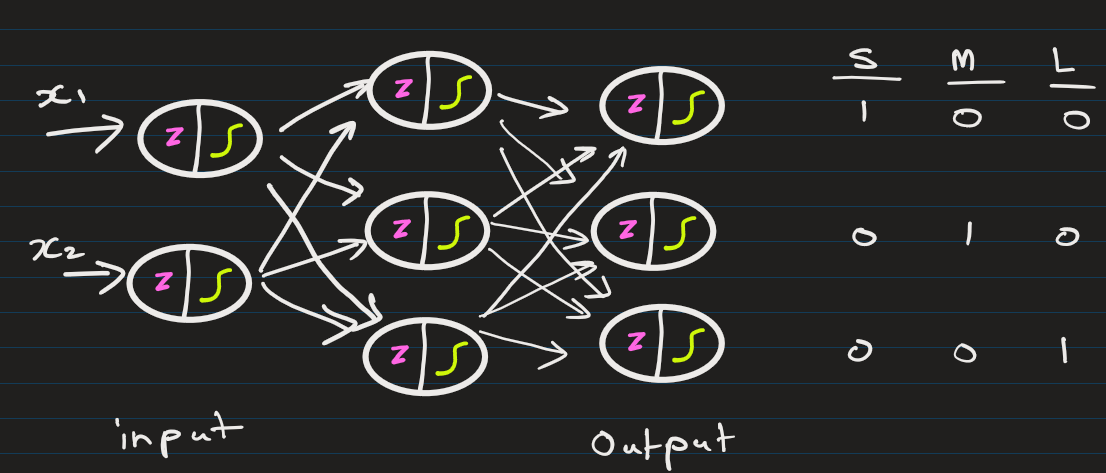 S M L
x1 z ʃ z ʃ z ʃ 1 0 0
x2 z ʃ z ʃ z ʃ 0 1 0
z ʃ z ʃ 0 0 1
input Output